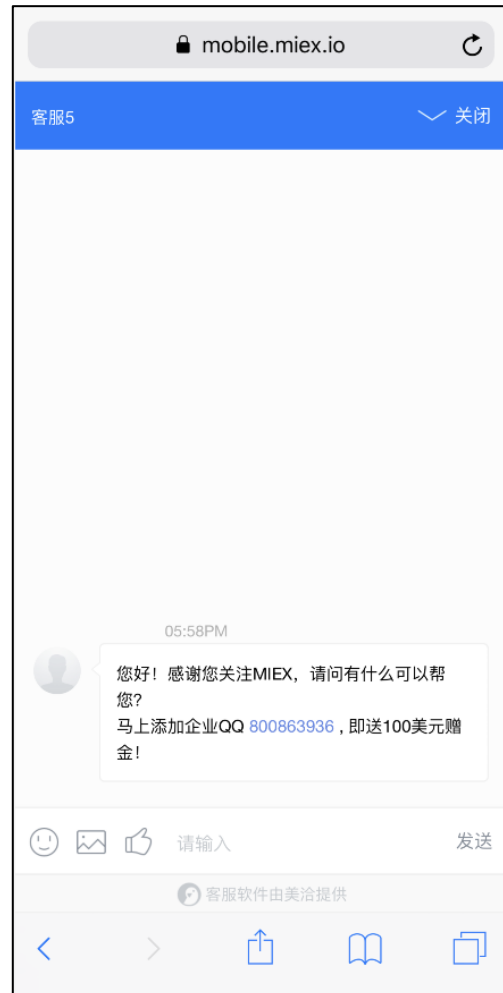 mobile.miex.io
客服5
关闭
05:58PM
您好！感谢您关注MIEX，请问有什么可以帮
您？
马上添加企业QQ 800863936 , 即送100美元赠
金！
请输入
发送
客服软件由美洽提供